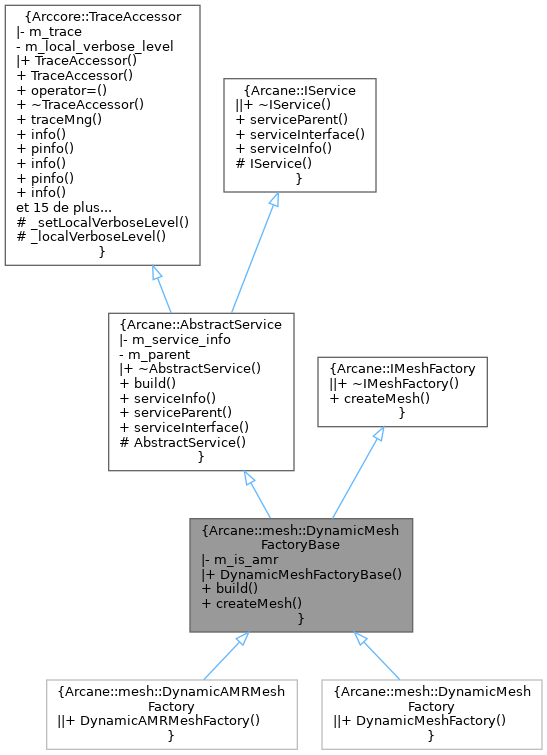 {Arccore::TraceAccessor
|- m_trace
- m_local_verbose_level
|+ TraceAccessor()
+ TraceAccessor()
+ operator=()
+ ~TraceAccessor()
+ traceMng()
+ info()
+ pinfo()
+ info()
+ pinfo()
+ info()
et 15 de plus...
# _setLocalVerboseLevel()
# _localVerboseLevel()
}
{Arcane::IService
||+ ~IService()
+ serviceParent()
+ serviceInterface()
+ serviceInfo()
# IService()
}
{Arcane::AbstractService
|- m_service_info
- m_parent
|+ ~AbstractService()
+ build()
+ serviceInfo()
+ serviceParent()
+ serviceInterface()
# AbstractService()
}
{Arcane::IMeshFactory
||+ ~IMeshFactory()
+ createMesh()
}
{Arcane::mesh::DynamicMesh
FactoryBase
|- m_is_amr
|+ DynamicMeshFactoryBase()
+ build()
+ createMesh()
}
{Arcane::mesh::DynamicAMRMesh
Factory
||+ DynamicAMRMeshFactory()
}
{Arcane::mesh::DynamicMesh
Factory
||+ DynamicMeshFactory()
}